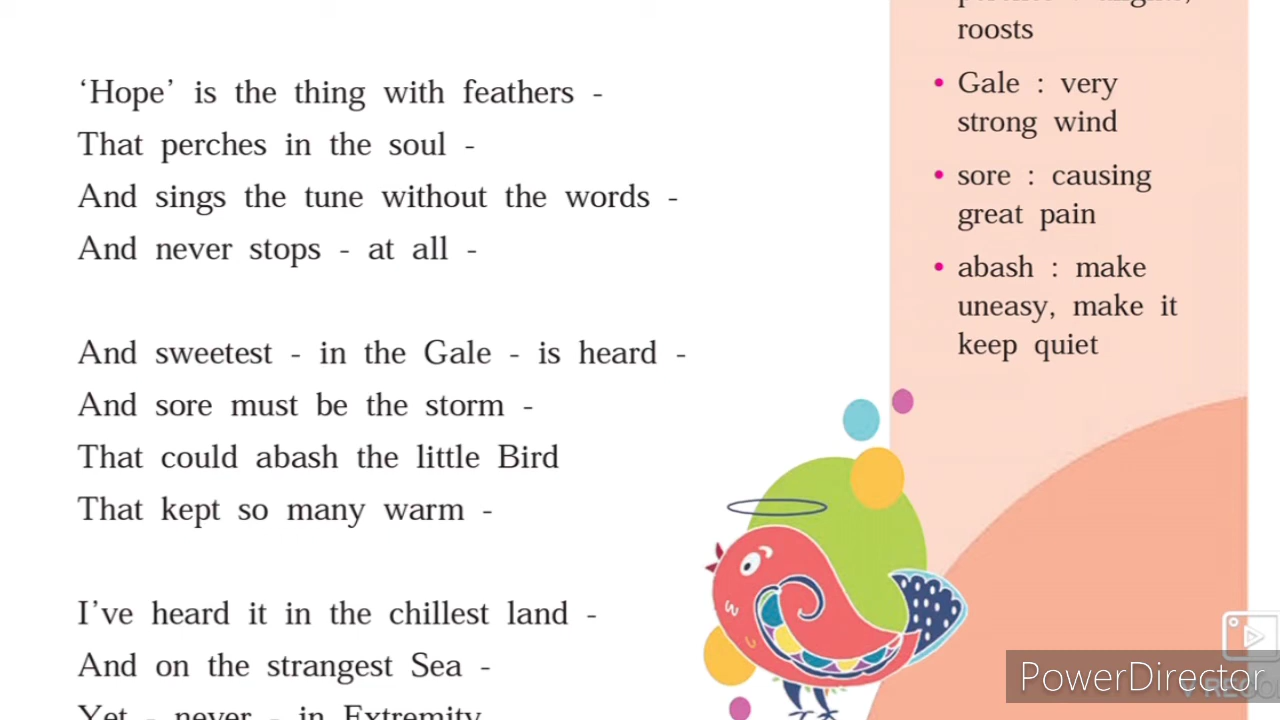 ‘Hope’ is the thing with feathers -
That perches in the soul -
And sings the tune without the words -
And never stops - at all -
And sweetest - in the Gale - is heard -
And sore must be the storm -
That could abash the little Bird
That kept so many warm -
I’ve heard it in the chillest land -
And on the strangest Sea -
Yet - never - in Extremity,
roosts
• Gale : very
strong wind
• sore : causing
great pain
• abash : make
uneasy, make it
keep quiet
PowerDirector